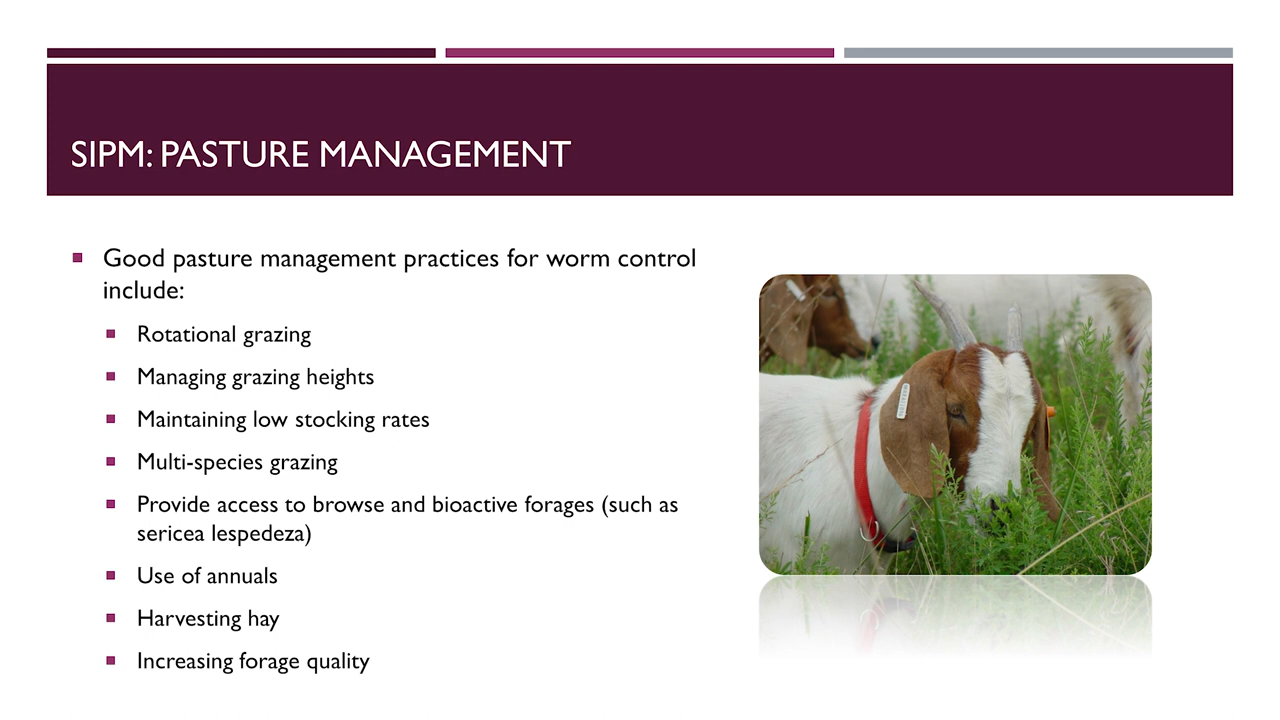 SIPM: PASTURE MANAGEMENT
Good pasture management practices for worm control
include:
Rotational grazing
Managing grazing heights
Maintaining low stocking rates
Multi-species grazing
Provide access to browse and bioactive forages (such as
sericea lespedeza)
Use of annuals
Harvesting hay
Increasing forage quality